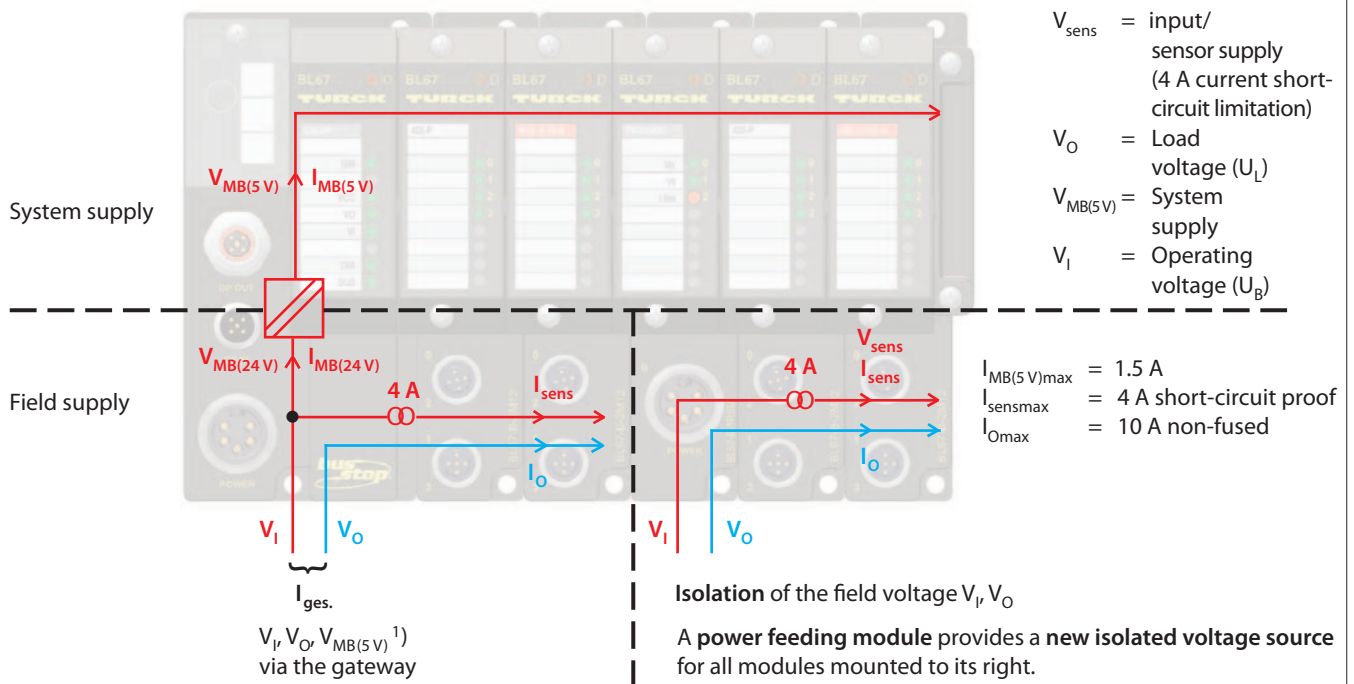 V_sens = input/
sensor supply
(4 A current short-
circuit limitation)
V_O = Load
voltage (U_L)
V_MB(5 V) = System
supply
V_I = Operating
voltage (U_B)
BL67 D
BL67 D
BL67 D
BL67 D
BL67 D
TURCK
TURCK
TURCK
TURCK
TURCK
TURCK
V_MB(5 V) I_MB(5 V)
System supply
V_MB(24 V) I_MB(24 V)
4 A
I_sens
V_sens
4 A
I_sens
I_MB(5 V)max = 1.5 A
I_sensmax = 4 A short-circuit proof
I_Omax = 10 A non-fused
Field supply
I_O
I_O
bus
stop
POWER
POWER
V_I V_O
V_I V_O
I_ges.
V_I, V_O, V_MB(5 V) ¹)
via the gateway
Isolation of the field voltage V_I, V_O
A power feeding module provides a new isolated voltage source
for all modules mounted to its right.